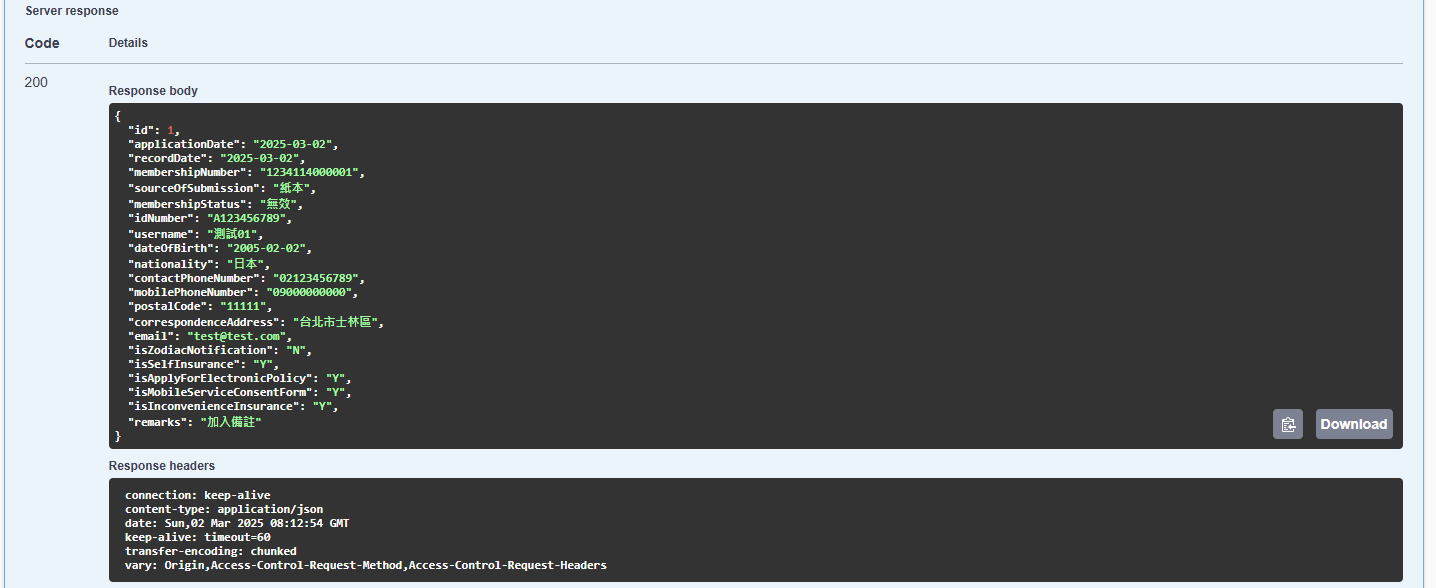 Server response
Code Details
200
Response body
{
"id": 1,
"applicationDate": "2025-03-02",
"recordDate": "2025-03-02",
"membershipNumber": "1234114000001",
"sourceOfSubmission": "紙本",
"membershipStatus": "無效",
"idNumber": "A123456789",
"username": "測試01",
"dateOfBirth": "2005-02-02",
"nationality": "日本",
"contactPhoneNumber": "02123456789",
"mobilePhoneNumber": "09000000000",
"postalCode": "11111",
"correspondenceAddress": "台北市士林區",
"email": "test@test.com",
"isZodiacNotification": "N",
"isSelfInsurance": "Y",
"isApplyForElectronicPolicy": "Y",
"isMobileServiceConsentForm": "Y",
"isInconvenienceInsurance": "Y",
"remarks": "加入備註"
}
Download
Response headers
connection: keep-alive
content-type: application/json
date: Sun,02 Mar 2025 08:12:54 GMT
keep-alive: timeout=60
transfer-encoding: chunked
vary: Origin,Access-Control-Request-Method,Access-Control-Request-Headers